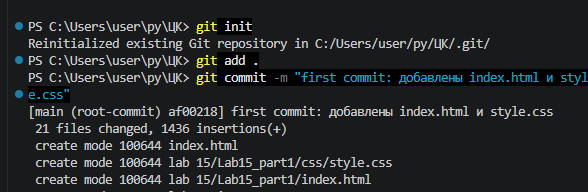 PS C:\Users\user\py\ЦК> git init
Reinitialized existing Git repository in C:/Users/user/py/ЦК/.git/
PS C:\Users\user\py\ЦК> git add .
PS C:\Users\user\py\ЦК> git commit -m "first commit: добавлены index.html и styl
e.css"
[main (root-commit) af00218] first commit: добавлены index.html и style.css
21 files changed, 1436 insertions(+)
create mode 100644 index.html
create mode 100644 lab 15/Lab15_part1/css/style.css
create mode 100644 lab 15/Lab15_part1/index.html